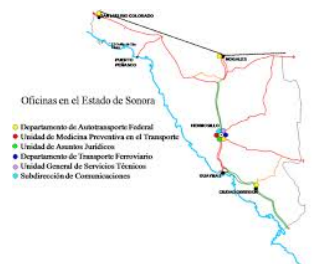 SAN LUIS RIO COLORADO
PUERTO
PEÑASCO
NOGALES
Oficinas en el Estado de Sonora
HERMOSILLO
Departamento de Autotransporte Federal
Unidad de Medicina Preventiva en el Transporte
Unidad de Asuntos Jurídicos
Departamento de Transporte Ferroviario
Unidad General de Servicios Técnicos
Subdirección de Comunicaciones
GUAYMAS
CIUDAD OBREGON